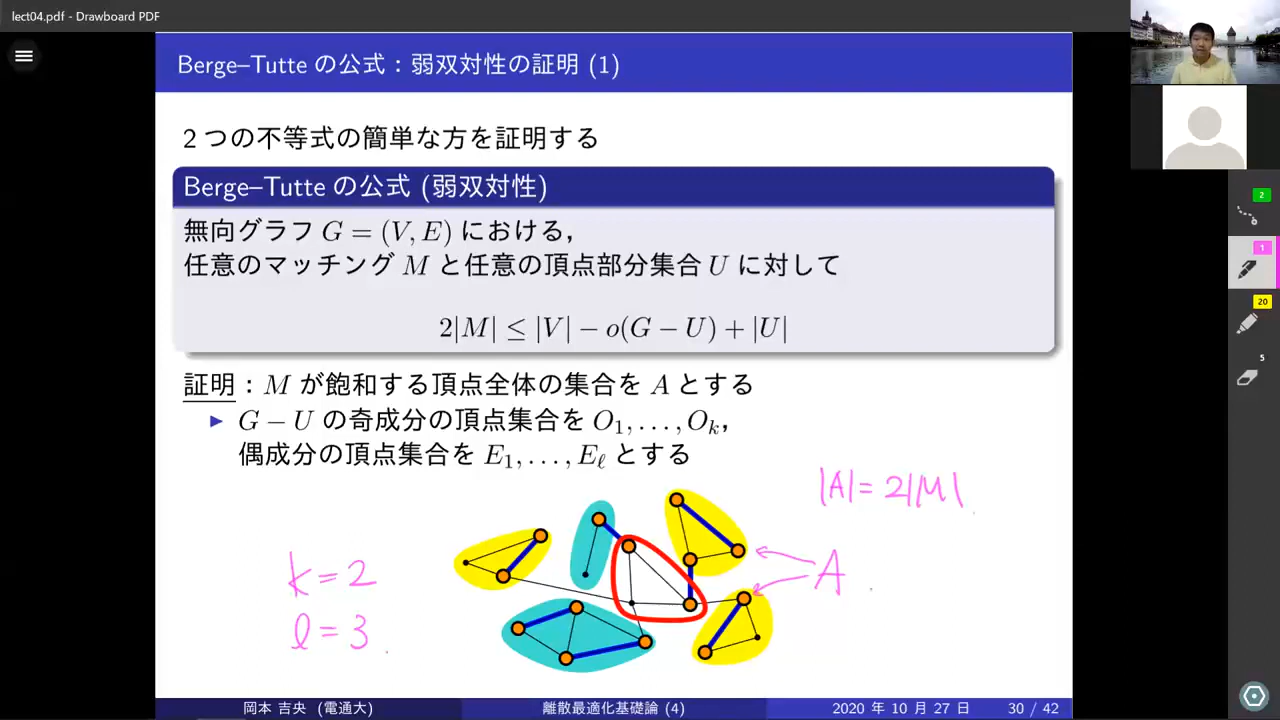 lect04.pdf - Drawboard PDF
Berge–Tutte の公式：弱双対性の証明 (1)
2 つの不等式の簡単な方を証明する
Berge–Tutte の公式 (弱双対性)
無向グラフ G = (V, E) における,
任意のマッチング M と任意の頂点部分集合 U に対して
2|M| ≤ |V| − o(G − U) + |U|
証明：M が飽和する頂点全体の集合を A とする
▶ G − U の奇成分の頂点集合を O₁, . . . , Oₖ,
偶成分の頂点集合を E₁, . . . , Eℓ とする
|A| = 2|M|
k = 2
A
l = 3
岡本 吉央 (電通大)
離散最適化基礎論 (4)
2020 年 10 月 27 日
30 / 42
2
1
20
5